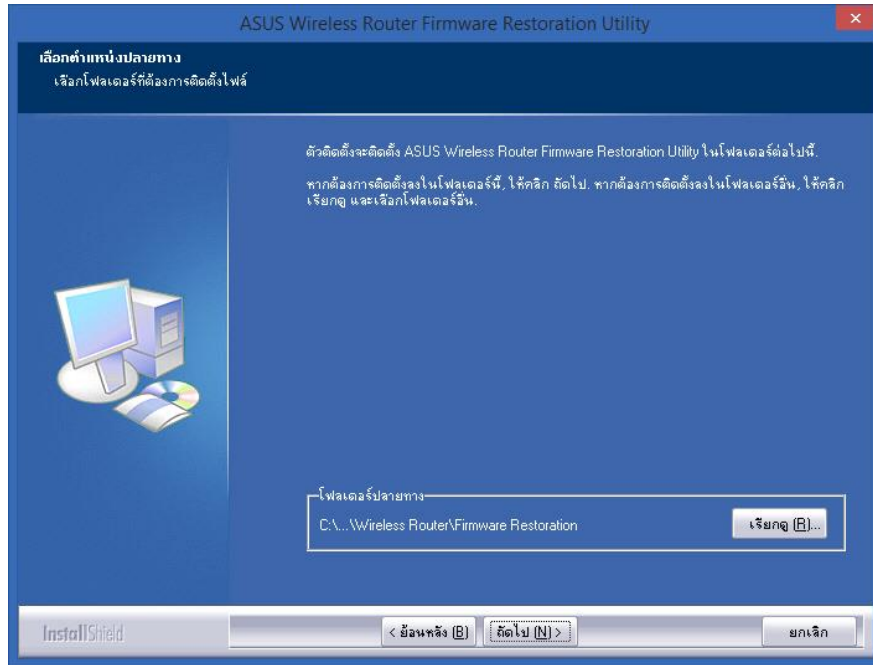 ASUS Wireless Router Firmware Restoration Utility
เลือกตำแหน่งปลายทาง
เลือกโฟลเดอร์ที่ต้องการติดตั้งไฟล์
ตัวติดตั้งจะติดตั้ง ASUS Wireless Router Firmware Restoration Utility ในโฟลเดอร์ต่อไปนี้.
หากต้องการติดตั้งลงในโฟลเดอร์นี้, ให้คลิก ถัดไป. หากต้องการติดตั้งลงในโฟลเดอร์อื่น, ให้คลิก
เรียกดู และเลือกโฟลเดอร์อื่น.
โฟลเดอร์ปลายทาง
C:\...\Wireless Router\Firmware Restoration
เรียกดู (R)...
InstallShield
< ย้อนหลัง (B)
ถัดไป (N) >
ยกเลิก